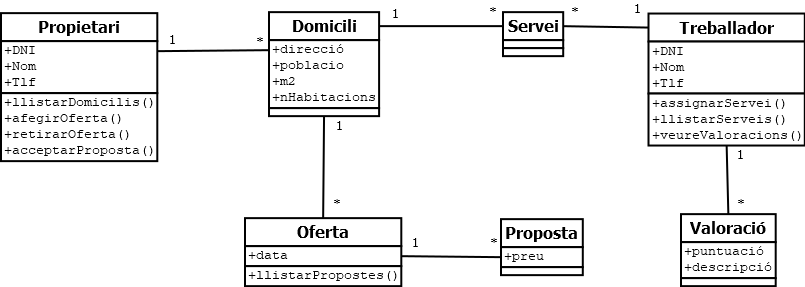 Propietari
+DNI
+Nom
+Tlf
+llistarDomicilis()
+afegirOferta()
+retirarOferta()
+acceptarProposta()
1
*
Domicili
+direcció
+poblacio
+m2
+nHabitacions
1
*
Servei
*
1
Treballador
+DNI
+Nom
+Tlf
+assignarServei()
+llistarServeis()
+veureValoracions()
1
*
1
*
Oferta
+data
+llistarPropostes()
1
*
Proposta
+preu
Valoració
+puntuació
+descripció